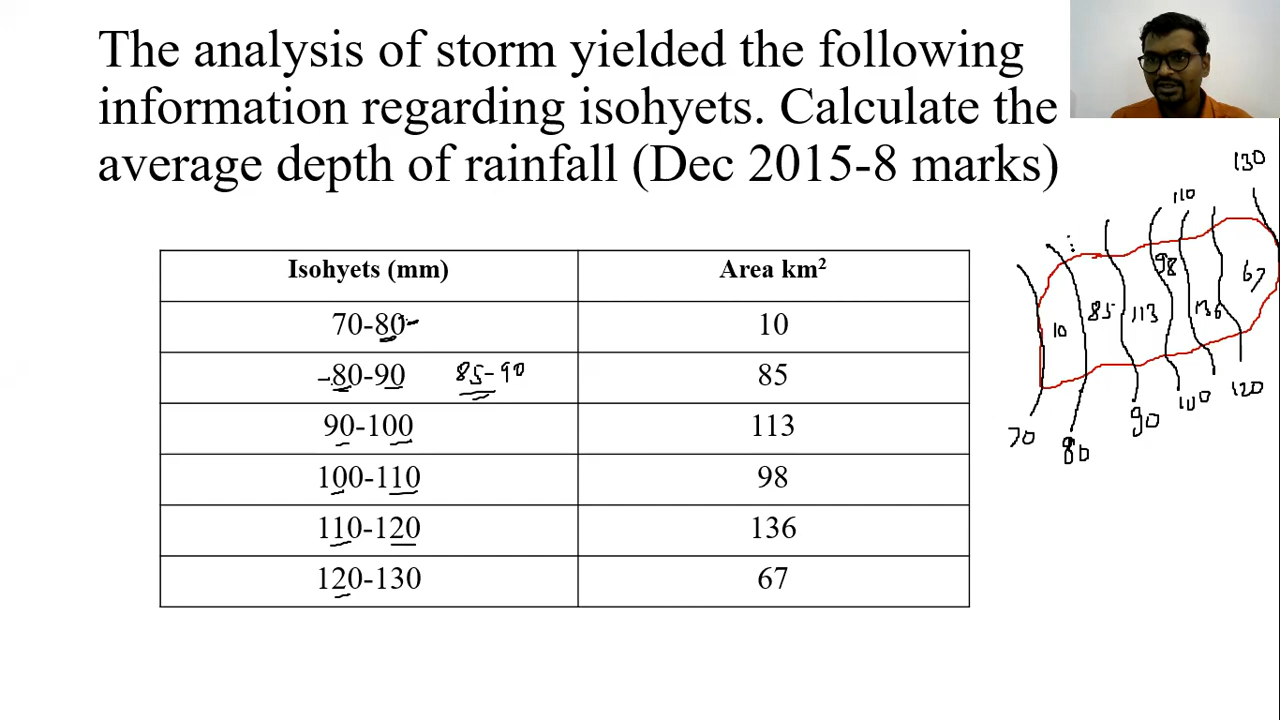 The analysis of storm yielded the following
information regarding isohyets. Calculate the
average depth of rainfall (Dec 2015-8 marks)
Isohyets (mm) Area km²
70-80 10
80-90 85-90 85
90-100 113
100-110 98
110-120 136
120-130 67
130
110
98
67
85 113 136
10
120
100
90
70
80